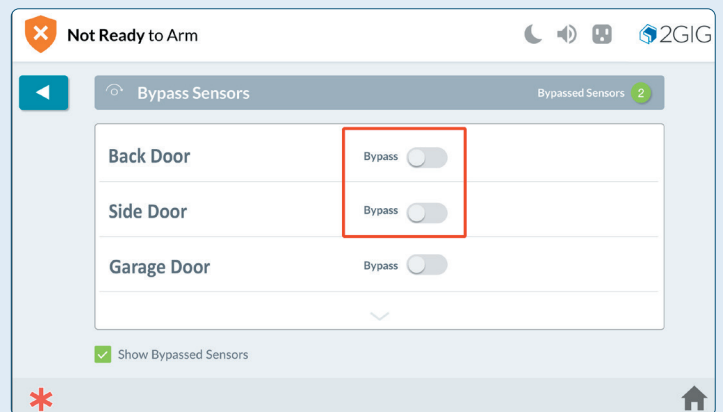 Not Ready to Arm
2GIG
Bypass Sensors
Bypassed Sensors 2
Back Door Bypass
Side Door Bypass
Garage Door Bypass
Show Bypassed Sensors